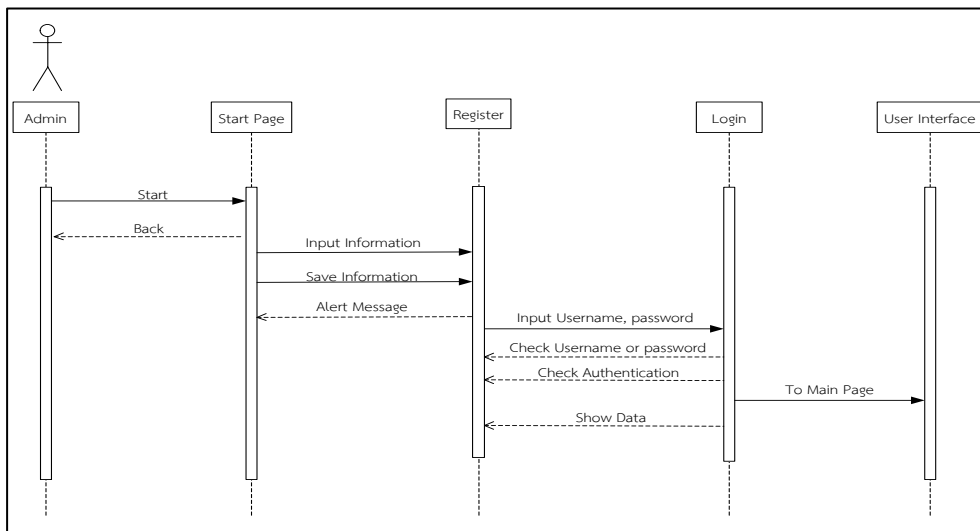 Admin
Start Page
Register
Login
User Interface
Start
Back
Input Information
Save Information
Alert Message
Input Username, password
Check Username or password
Check Authentication
To Main Page
Show Data